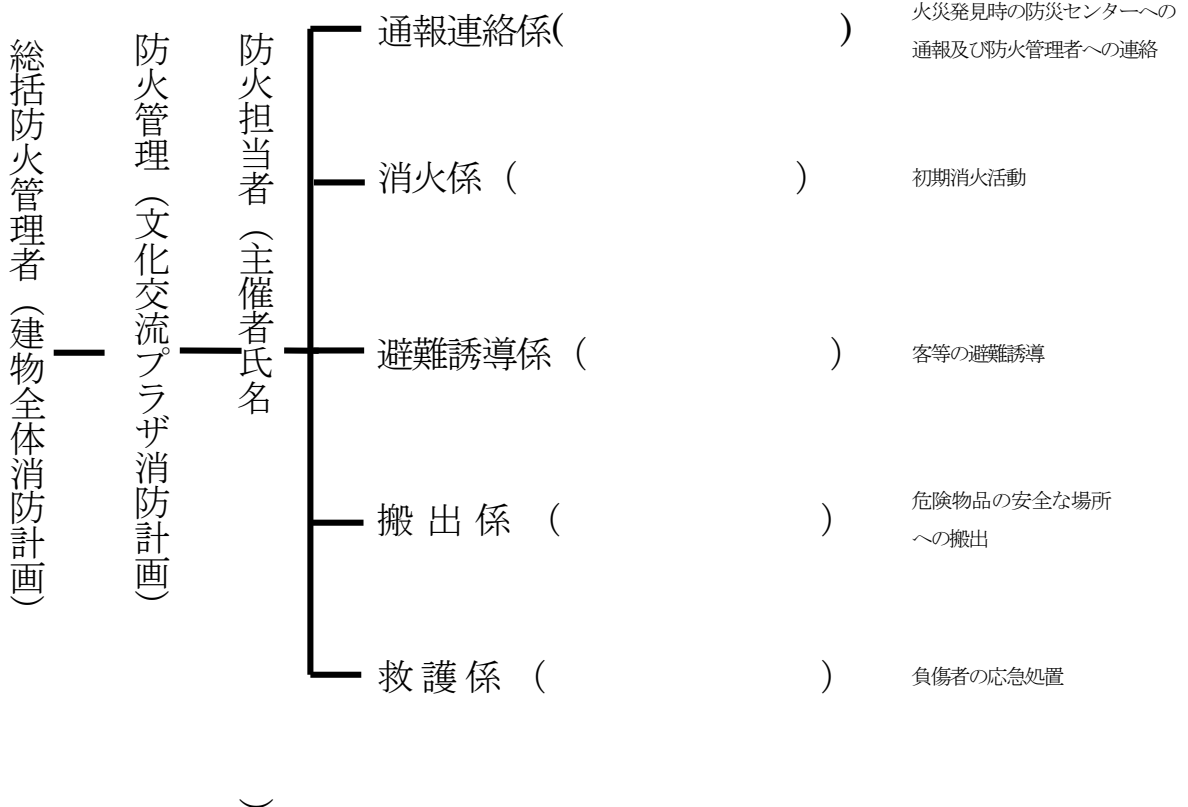 総括防火管理者（建物全体消防計画）
防火管理（文化交流プラザ消防計画）
防火担当者（主催者氏名　　　　　　　）
通報連絡係(　　　　　　　)
火災発見時の防災センターへの
通報及び防火管理者への連絡
消火係（　　　　　　　）
初期消火活動
避難誘導係（　　　　　　　）
客等の避難誘導
搬 出 係 （　　　　　　　）
危険物品の安全な場所
への搬出
救 護 係 （　　　　　　　）
負傷者の応急処置